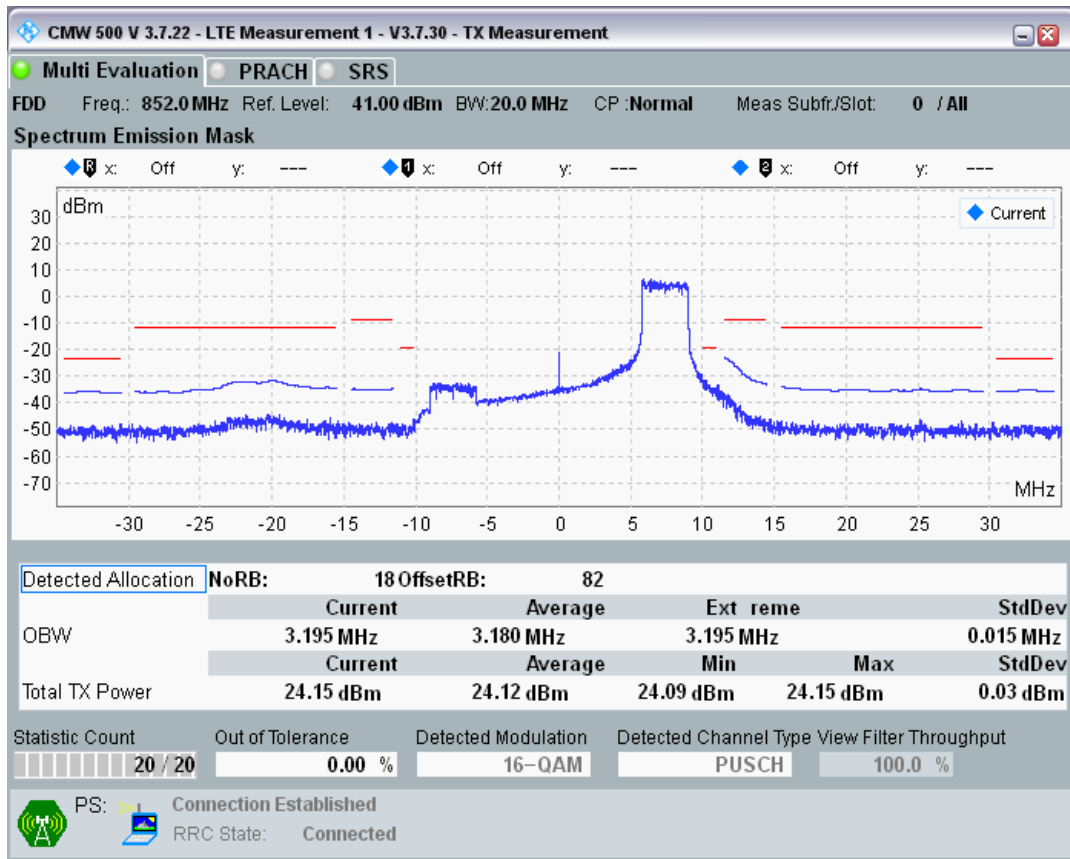 CMW 500 V 3.7.22 - LTE Measurement 1 - V3.7.30 - TX Measurement
Multi Evaluation PRACH SRS
FDD Freq.: 852.0 MHz Ref. Level: 41.00 dBm BW:20.0 MHz CP :Normal Meas Subfr./Slot: 0 / All
Spectrum Emission Mask
R x: Off y: --- 1 x: Off y: --- 2 x: Off y: ---
dBm
Current
30
20
10
0
-10
-20
-30
-40
-50
-60
-70
MHz
-30 -25 -20 -15 -10 -5 0 5 10 15 20 25 30
Detected Allocation NoRB: 18 OffsetRB: 82
Current Average Ext reme StdDev
OBW 3.195 MHz 3.180 MHz 3.195 MHz 0.015 MHz
Current Average Min Max StdDev
Total TX Power 24.15 dBm 24.12 dBm 24.09 dBm 24.15 dBm 0.03 dBm
Statistic Count Out of Tolerance Detected Modulation Detected Channel Type View Filter Throughput
20 / 20 0.00 % 16-QAM PUSCH 100.0 %
PS: Connection Established
RRC State: Connected